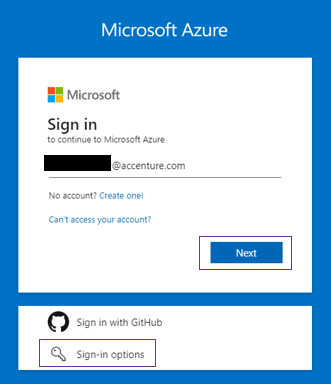 Microsoft Azure
Microsoft
Sign in
to continue to Microsoft Azure
@accenture.com
No account? Create one!
Can't access your account?
Next
Sign in with GitHub
Sign-in options